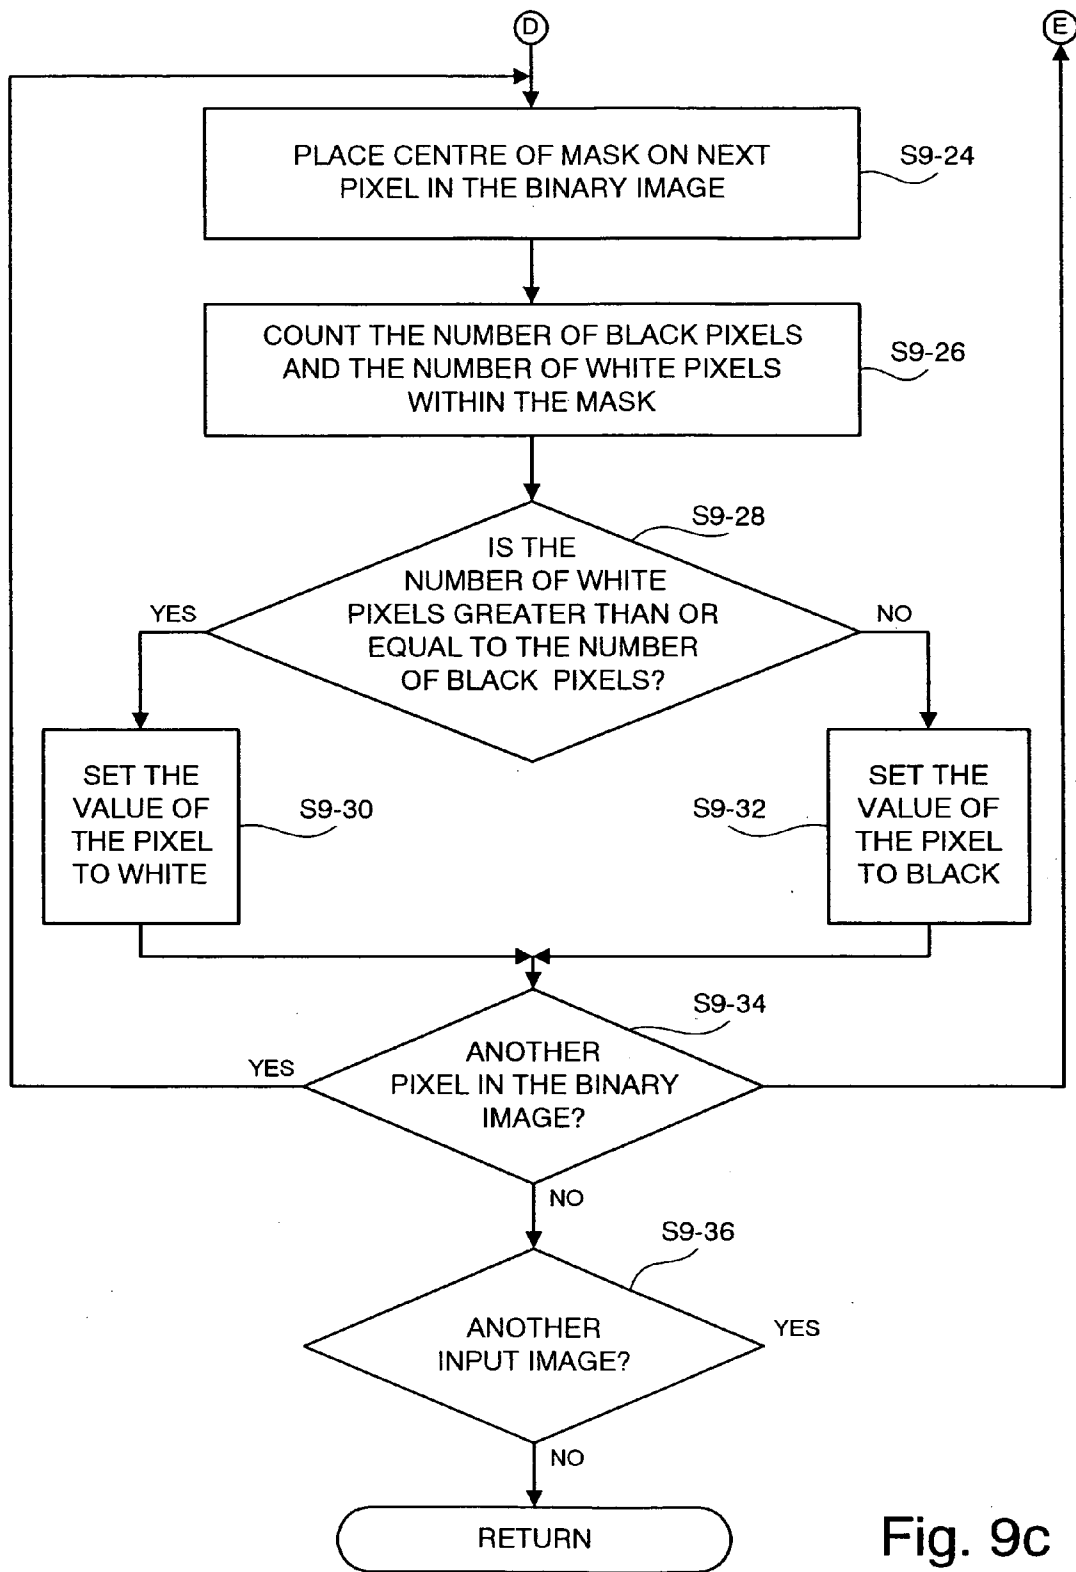 D
E
PLACE CENTRE OF MASK ON NEXT
PIXEL IN THE BINARY IMAGE
S9-24
COUNT THE NUMBER OF BLACK PIXELS
AND THE NUMBER OF WHITE PIXELS
WITHIN THE MASK
S9-26
S9-28
IS THE
NUMBER OF WHITE
PIXELS GREATER THAN OR
EQUAL TO THE NUMBER
OF BLACK PIXELS?
YES
NO
SET THE
VALUE OF
THE PIXEL
TO WHITE
S9-30
S9-32
SET THE
VALUE OF
THE PIXEL
TO BLACK
S9-34
YES
ANOTHER
PIXEL IN THE BINARY
IMAGE?
NO
S9-36
ANOTHER
INPUT IMAGE?
YES
NO
RETURN
Fig. 9c